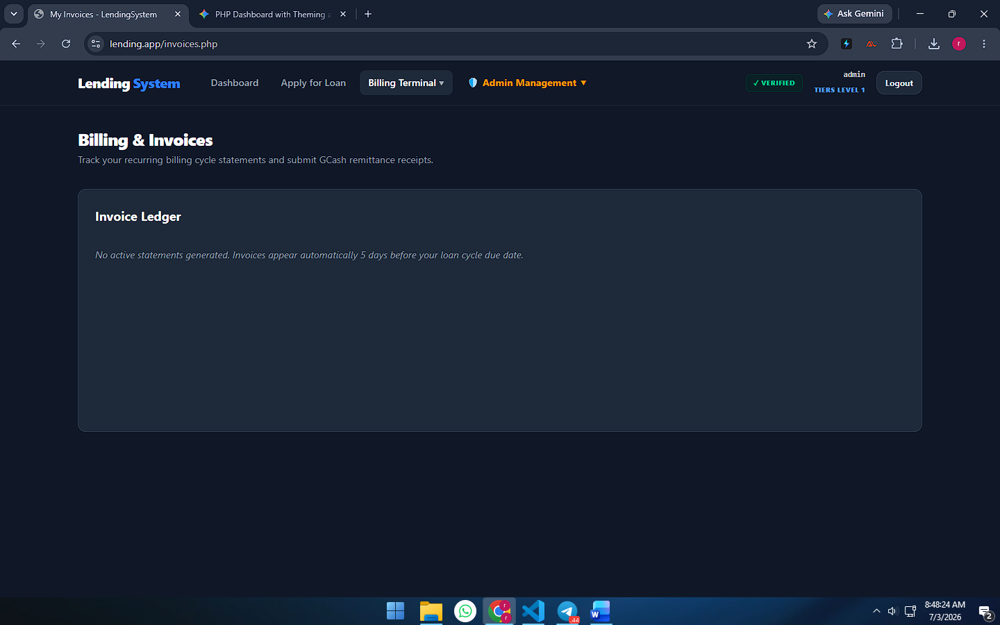 My Invoices - LendingSystem
PHP Dashboard with Theming a
Ask Gemini
lending.app/invoices.php
r
Lending System
Dashboard
Apply for Loan
Billing Terminal ▾
Admin Management ▼
✓ VERIFIED
admin
TIERS LEVEL 1
Logout
Billing & Invoices
Track your recurring billing cycle statements and submit GCash remittance receipts.
Invoice Ledger
No active statements generated. Invoices appear automatically 5 days before your loan cycle due date.
r
r
.44
W
8:48:24 AM
7/3/2026
2